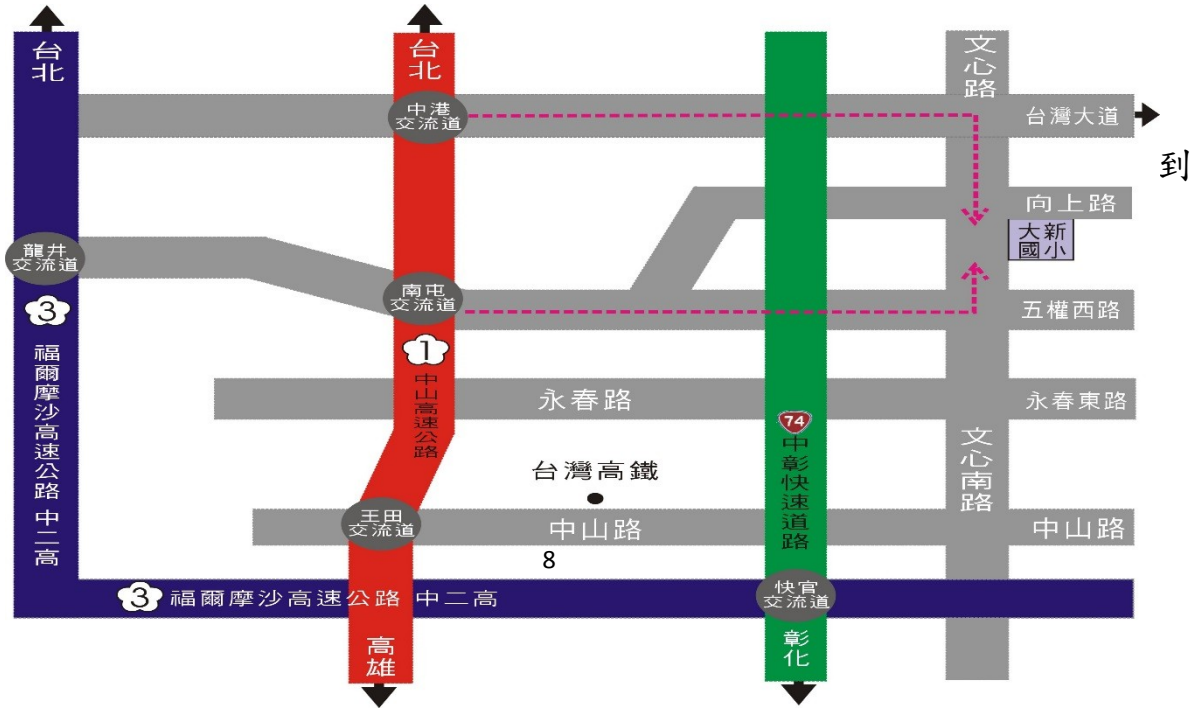 台北
台北
文心路
中港
交流道
台灣大道
到
向上路
大新
國小
龍井
交流道
南屯
交流道
五權西路
3
福爾摩沙高速公路 中二高
1
中山高速公路
永春路
永春東路
74
中彰快速道路
文心南路
台灣高鐵
王田
交流道
中山路
中山路
8
3 福爾摩沙高速公路 中二高
快官
交流道
高雄
彰化